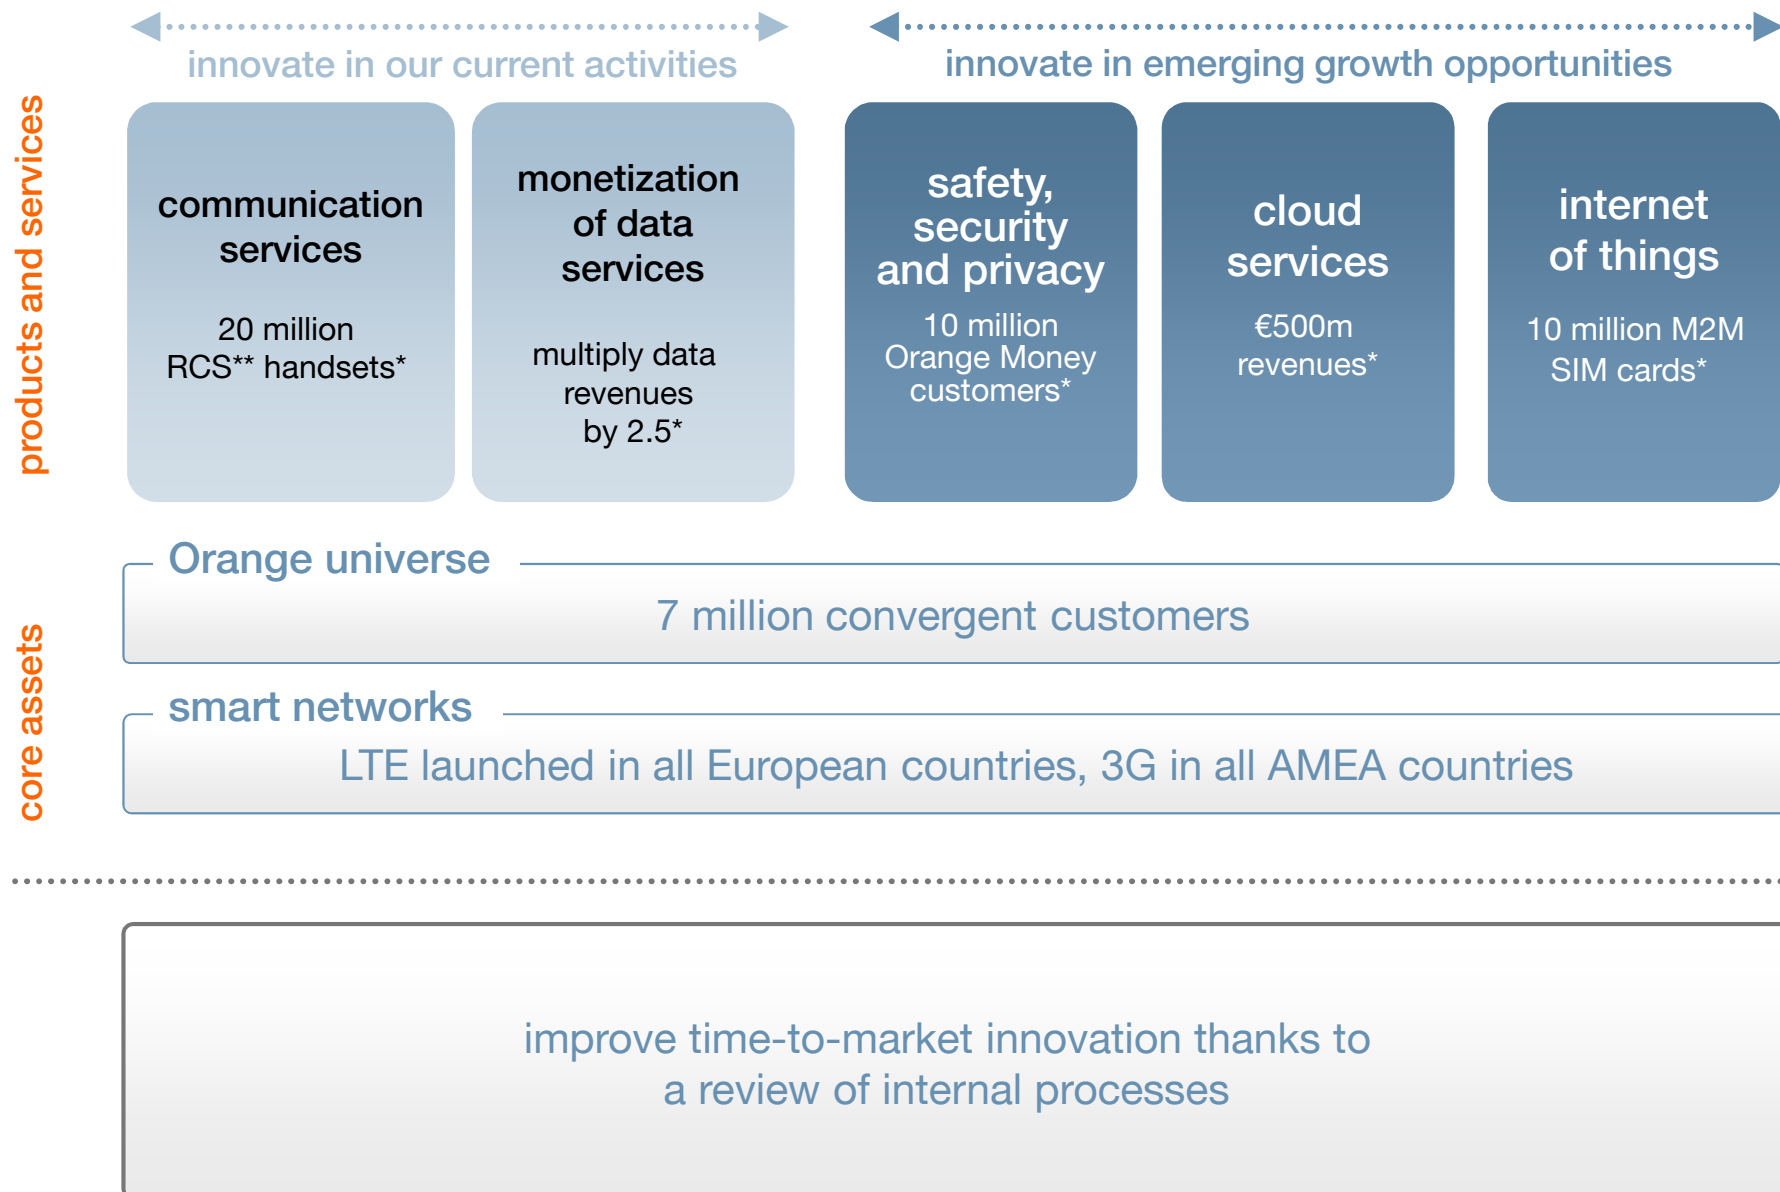 innovate in our current activities
innovate in emerging growth opportunities
products and services
communication
services
20 million
RCS** handsets*
monetization
of data
services
multiply data
revenues
by 2.5*
safety,
security
and privacy
10 million
Orange Money
customers*
cloud
services
€500m
revenues*
internet
of things
10 million M2M
SIM cards*
core assets
Orange universe
7 million convergent customers
smart networks
LTE launched in all European countries, 3G in all AMEA countries
improve time-to-market innovation thanks to
a review of internal processes